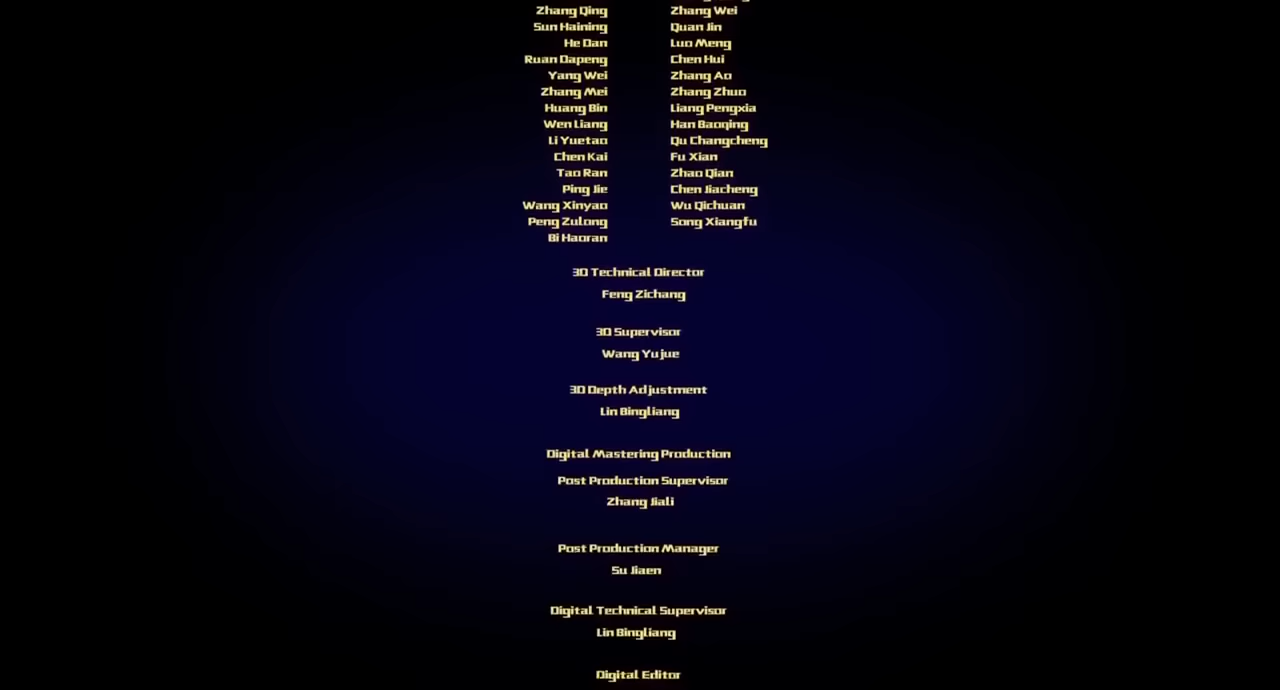 Zhang Qing Zhang Wei
Sun Haining Quan Jin
He Dan Luo Meng
Ruan Dapeng Chen Hui
Yang Wei Zhang Ao
Zhang Mei Zhang Zhuo
Huang Bin Liang Pengxia
Wen Liang Han Baoqing
Li Yuetao Qu Changcheng
Chen Kai Fu Xian
Tao Ran Zhao Qian
Ping Jie Chen Jiacheng
Wang Xinyao Wu Qichuan
Peng Zulong Song Xiangfu
Bi Haoran
3D Technical Director
Feng Zichang
3D Supervisor
Wang Yujue
3D Depth Adjustment
Lin Bingliang
Digital Mastering Production
Post Production Supervisor
Zhang Jiali
Post Production Manager
Su Jiaen
Digital Technical Supervisor
Lin Bingliang
Digital Editor